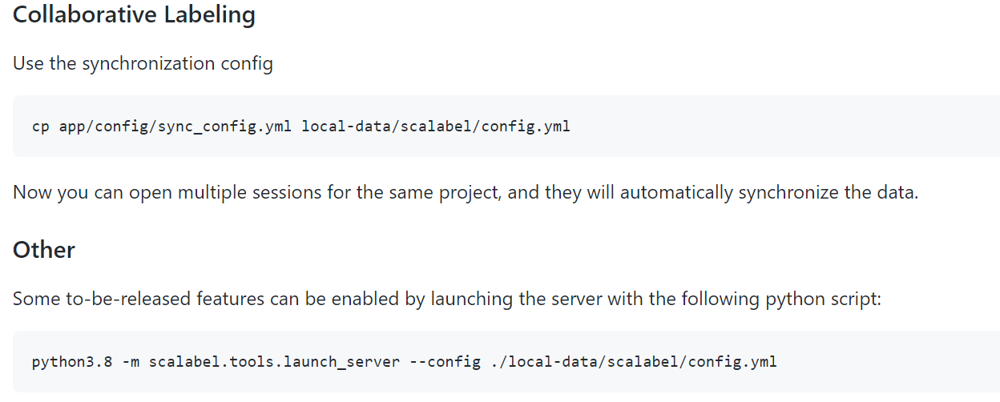 Collaborative Labeling
Use the synchronization config
cp app/config/sync_config.yml local-data/scalabel/config.yml
Now you can open multiple sessions for the same project, and they will automatically synchronize the data.
Other
Some to-be-released features can be enabled by launching the server with the following python script:
python3.8 -m scalabel.tools.launch_server --config ./local-data/scalabel/config.yml